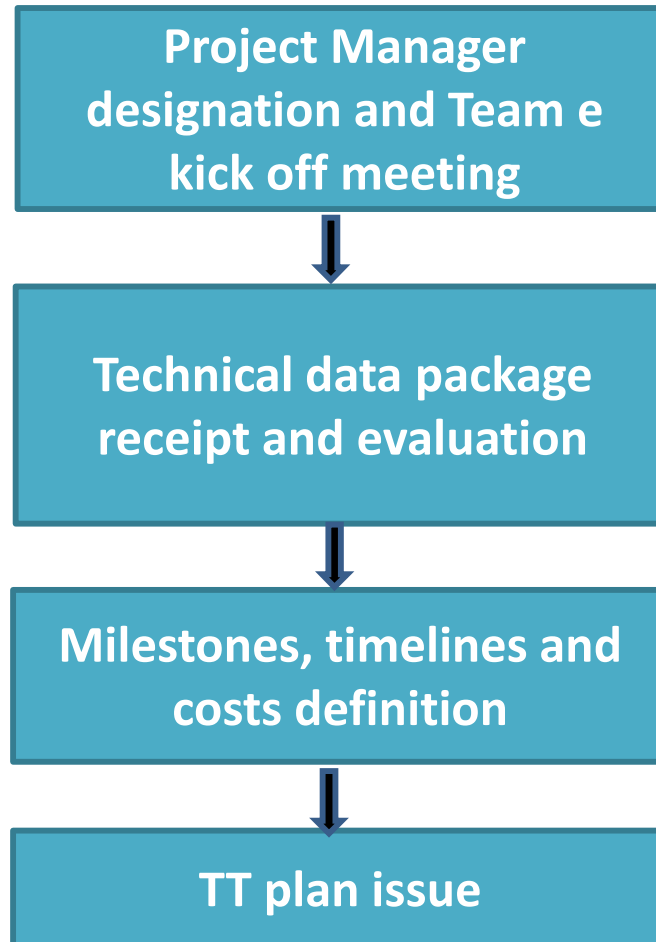 Project Manager
designation and Team e
kick off meeting
Technical data package
receipt and evaluation
Milestones, timelines and
costs definition
TT plan issue